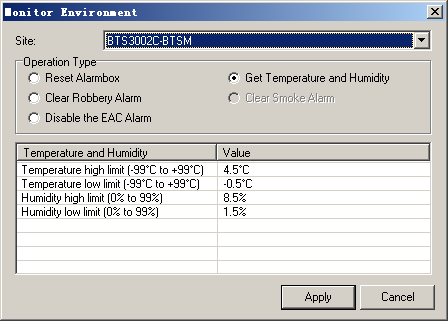 Monitor Environment
Site: BTS3002C-BTSM
Operation Type
Reset Alarmbox Get Temperature and Humidity
Clear Robbery Alarm Clear Smoke Alarm
Disable the EAC Alarm
Temperature and Humidity Value
Temperature high limit (-99°C to +99°C) 4.5°C
Temperature low limit (-99°C to +99°C) -0.5°C
Humidity high limit (0% to 99%) 8.5%
Humidity low limit (0% to 99%) 1.5%
Apply Cancel